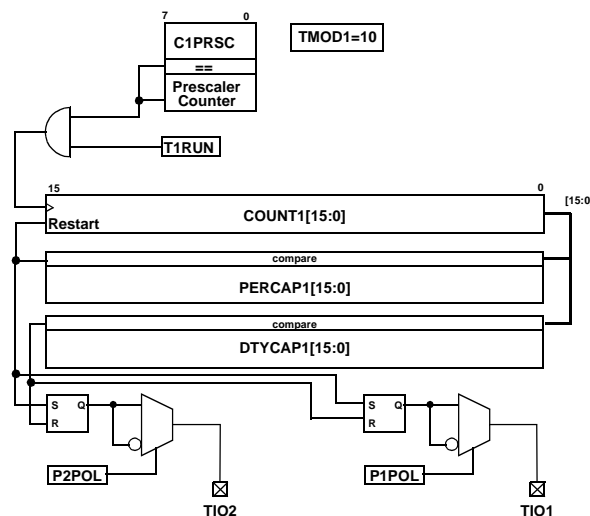 7 0
C1PRSC
TMOD1=10
==
Prescaler
Counter
T1RUN
15 0
[15:0
COUNT1[15:0]
Restart
compare
PERCAP1[15:0]
compare
DTYCAP1[15:0]
S Q
R
S Q
R
P2POL
P1POL
TIO2
TIO1